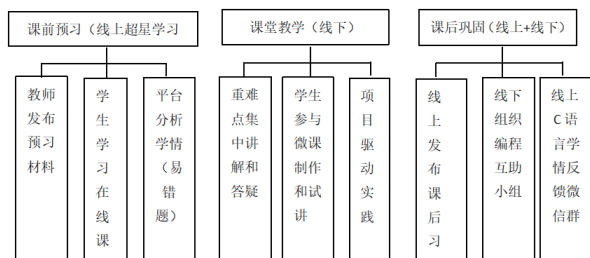 课前预习（线上超星学习
课堂教学（线下）
课后巩固（线上+线下）
教师
发布
预习
材料
学
生
学
习
在
线
课
平台
分析
学情
（易
错
题）
重难
点集
中讲
解和
答疑
学生
参与
微课
制作
和试
讲
项
目
驱
动
实
践
线
上
发
布
课
后
习
线下
组织
编程
互助
小组
线上
C 语
言学
情反
馈微
信群